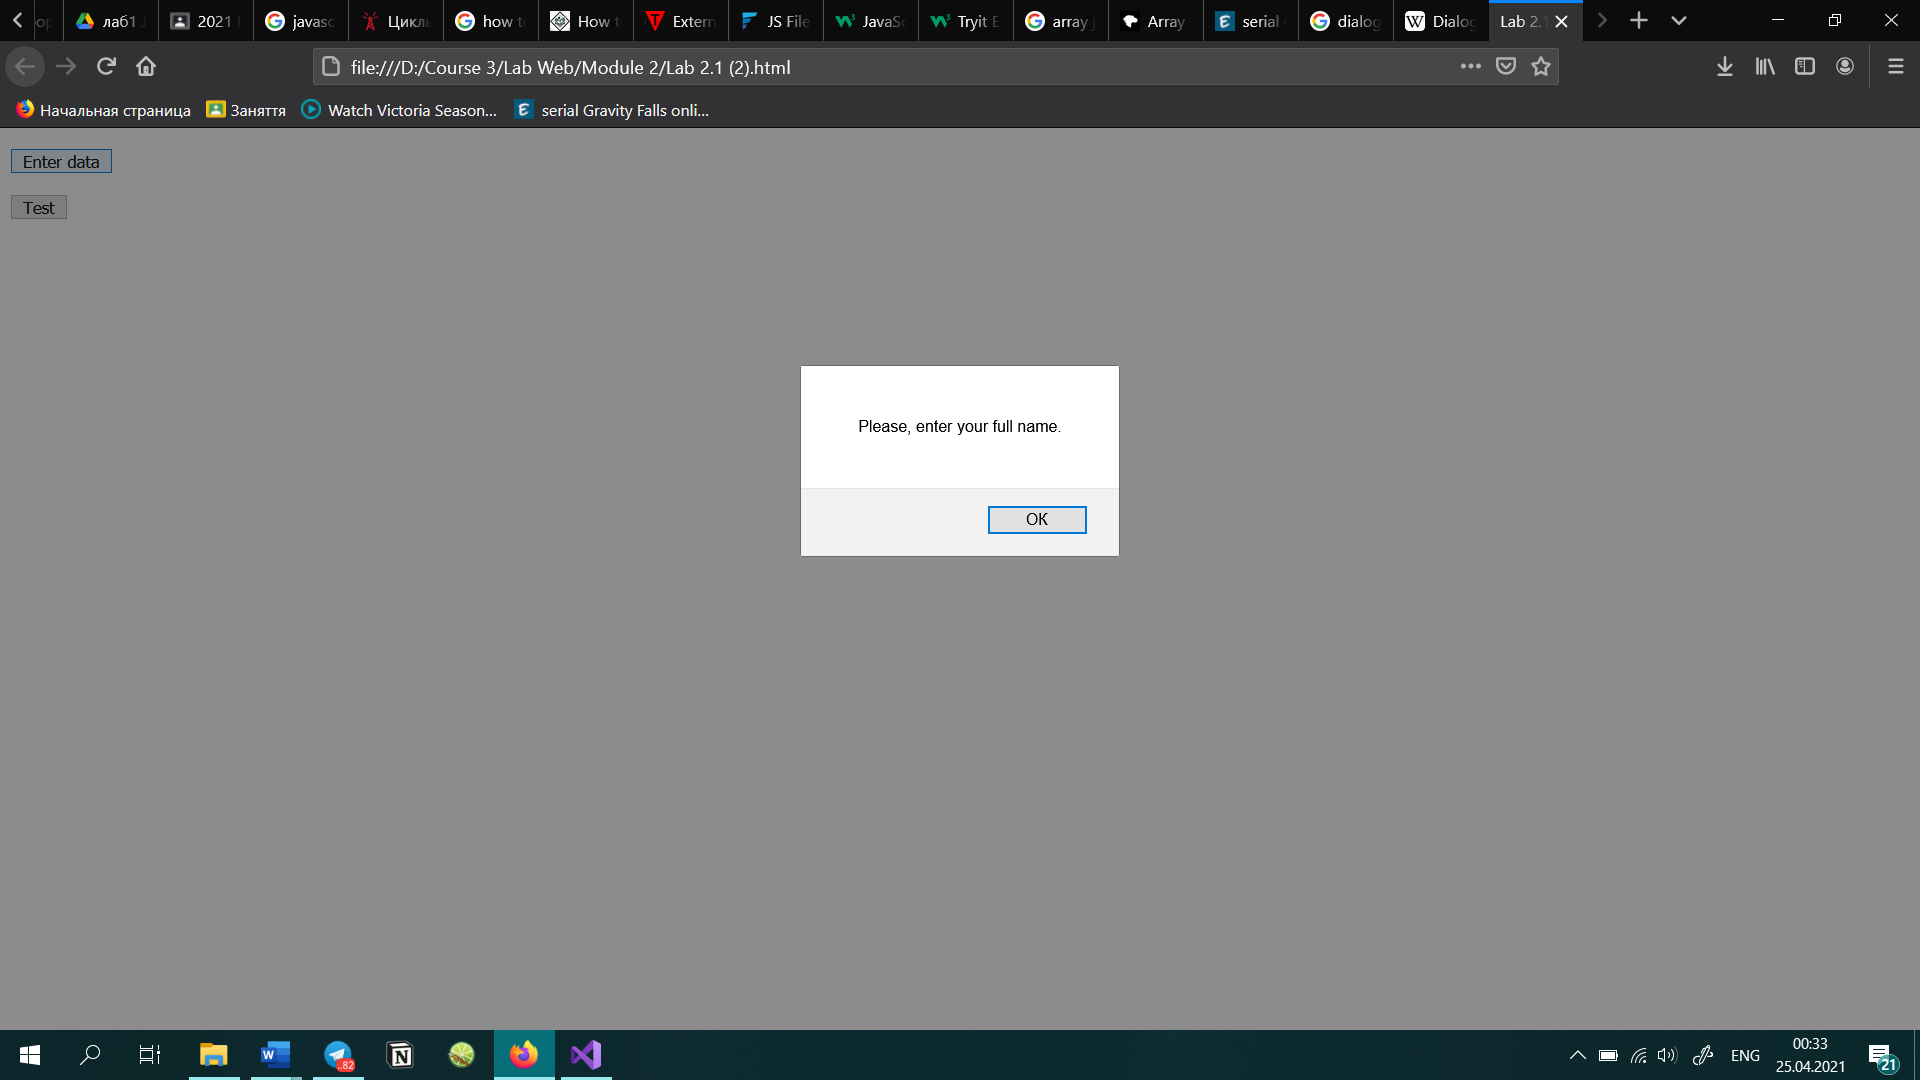 лаб1 2021 javasc Цикль how to How t Extern JS File JavaSc Tryit E array j Array serial dialog Dialog Lab 2.1
file:///D:/Course 3/Lab Web/Module 2/Lab 2.1 (2).html
Начальная страница Заняття Watch Victoria Season... serial Gravity Falls onli...
Enter data
Test
Please, enter your full name.
OK
..82
ENG
00:33
25.04.2021
21